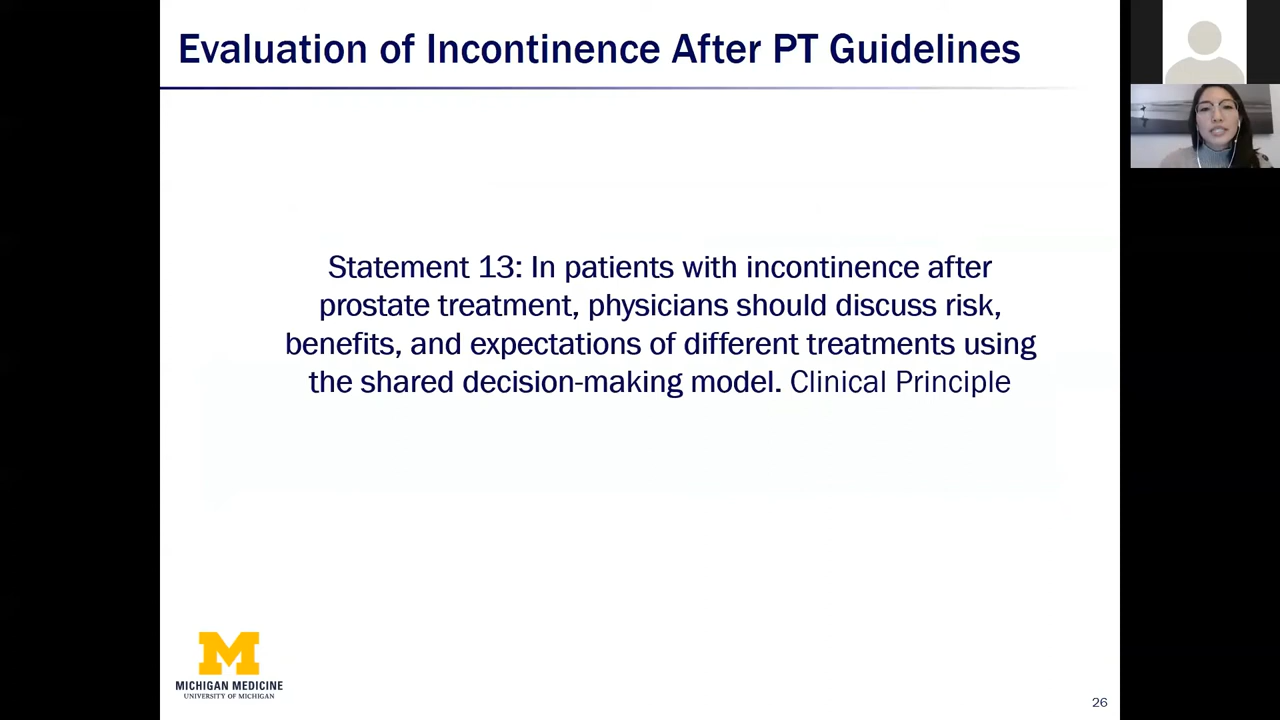 Evaluation of Incontinence After PT Guidelines
Statement 13: In patients with incontinence after
prostate treatment, physicians should discuss risk,
benefits, and expectations of different treatments using
the shared decision-making model. Clinical Principle
M
MICHIGAN MEDICINE
UNIVERSITY OF MICHIGAN
26